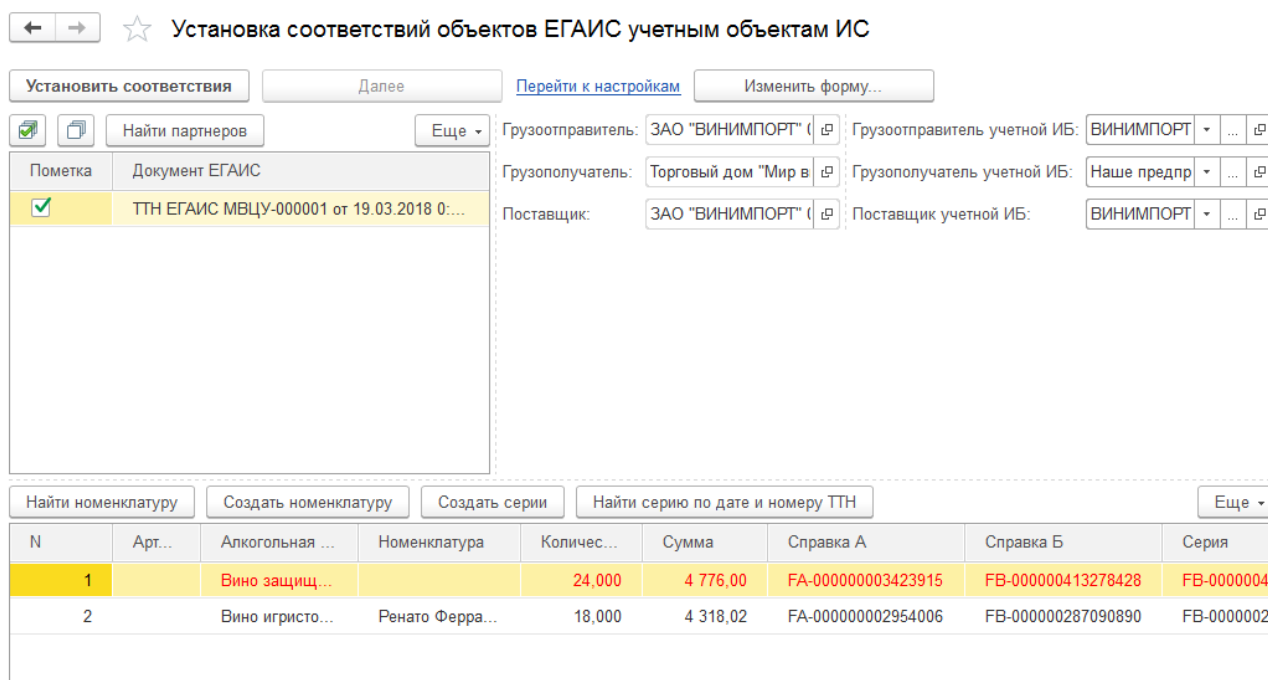 Установка соответствий объектов ЕГАИС учетным объектам ИС
Установить соответствия Далее Перейти к настройкам Изменить форму...
Найти партнеров Еще
Пометка Документ ЕГАИС
ТТН ЕГАИС МВЦУ-000001 от 19.03.2018 0:...
Грузоотправитель: ЗАО "ВИНИМПОРТ" ( Грузоотправитель учетной ИБ: ВИНИМПОРТ ...
Грузополучатель: Торговый дом "Мир в Грузополучатель учетной ИБ: Наше предпр ...
Поставщик: ЗАО "ВИНИМПОРТ" ( Поставщик учетной ИБ: ВИНИМПОРТ ...
Найти номенклатуру Создать номенклатуру Создать серии Найти серию по дате и номеру ТТН Еще
N Арт... Алкогольная ... Номенклатура Количес... Сумма Справка А Справка Б Серия
1 Вино защищ... 24,000 4 776,00 FA-000000003423915 FB-000000413278428 FB-0000004
2 Вино игристо... Ренато Ферра... 18,000 4 318,02 FA-000000002954006 FB-000000287090890 FB-0000002